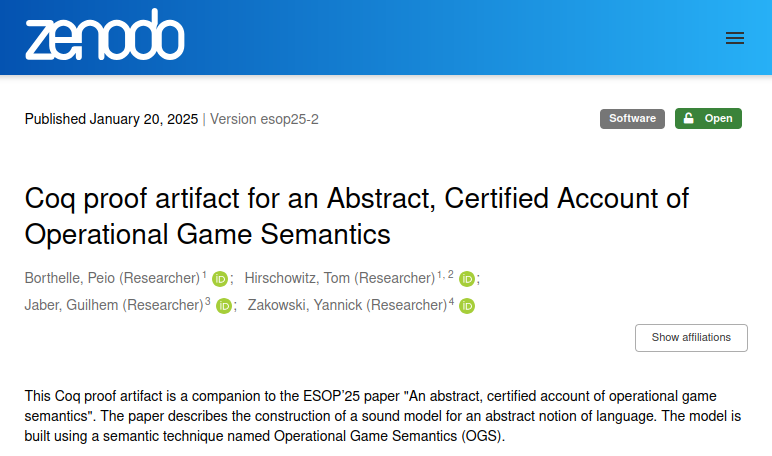 zenodo
Published January 20, 2025 | Version esop25-2
Software
Open
Coq proof artifact for an Abstract, Certified Account of
Operational Game Semantics
Borthelle, Peio (Researcher)1 iD; Hirschowitz, Tom (Researcher)1, 2 iD;
Jaber, Guilhem (Researcher)3 iD; Zakowski, Yannick (Researcher)4 iD
Show affiliations
This Coq proof artifact is a companion to the ESOP'25 paper "An abstract, certified account of operational game
semantics". The paper describes the construction of a sound model for an abstract notion of language. The model is
built using a semantic technique named Operational Game Semantics (OGS).